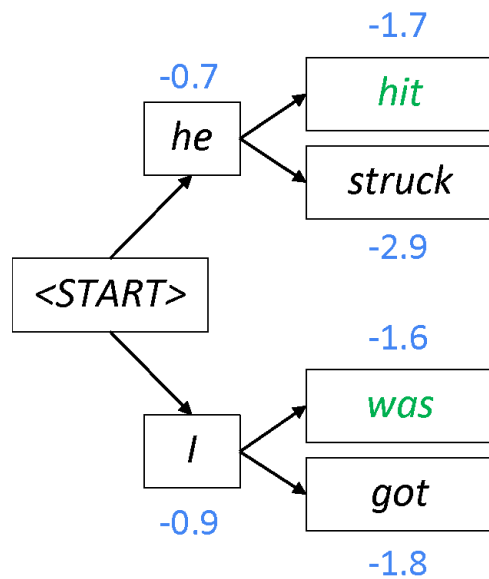 -1.7
-0.7
hit
he
struck
-2.9
<START>
-1.6
was
I
got
-0.9
-1.8